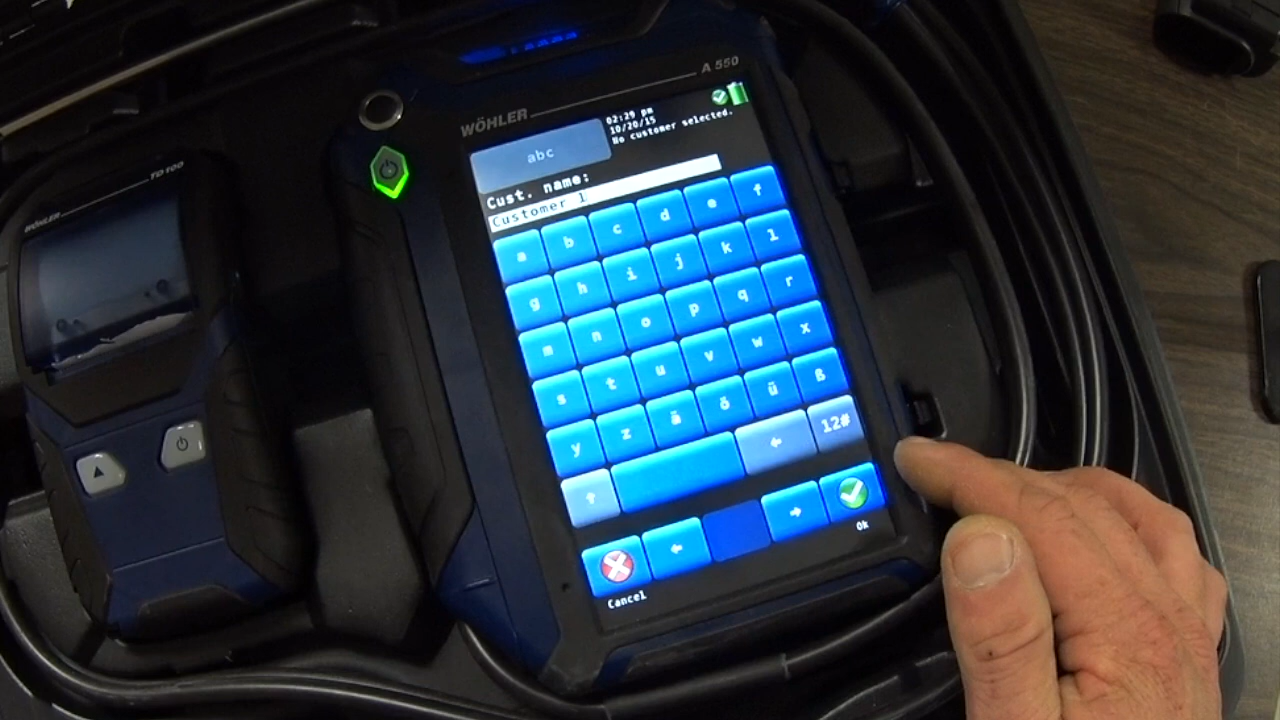 WÖHLER
TD 100
WÖHLER
A 550
abc
02:29 pm
10/20/15
No customer selected.
Cust. name:
Customer 1
a b c d e f
g h i j k l
m n o p q r
s t u v w x
y z ä ö ü ß
12#
Cancel
Ok